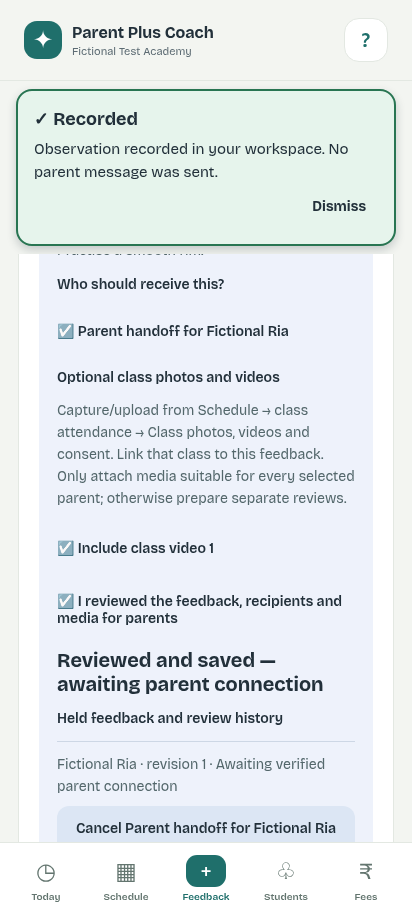 Parent Plus Coach
Fictional Test Academy
?
✓ Recorded
Observation recorded in your workspace. No
parent message was sent.
Dismiss
Who should receive this?
☑ Parent handoff for Fictional Ria
Optional class photos and videos
Capture/upload from Schedule → class
attendance → Class photos, videos and
consent. Link that class to this feedback.
Only attach media suitable for every selected
parent; otherwise prepare separate reviews.
☑ Include class video 1
☑ I reviewed the feedback, recipients and
media for parents
Reviewed and saved —
awaiting parent connection
Held feedback and review history
Fictional Ria · revision 1 · Awaiting verified
parent connection
Cancel Parent handoff for Fictional Ria
Today
Schedule
+
Feedback
Students
₹
Fees